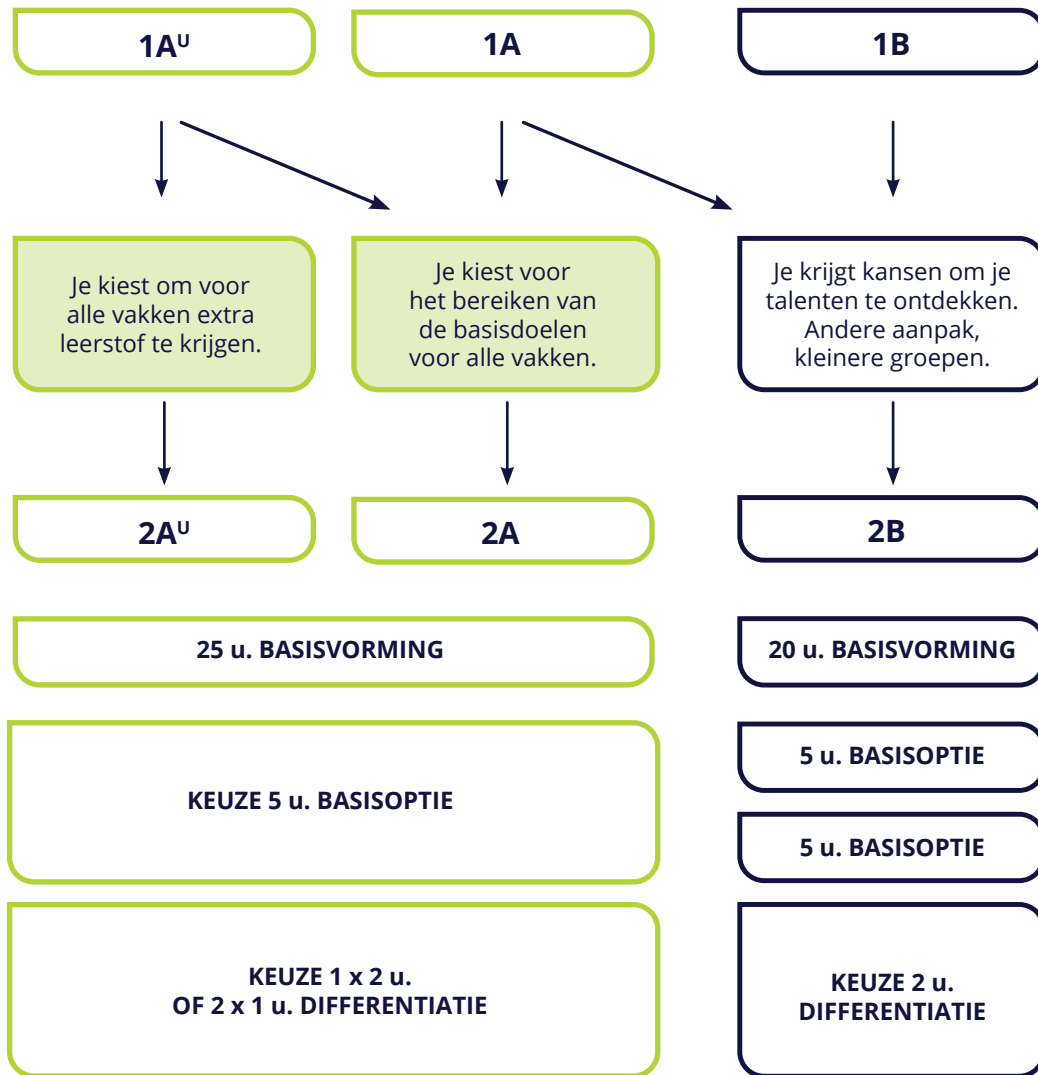 1Aᵁ
1A
1B
Je kiest om voor
alle vakken extra
leerstof te krijgen.
Je kiest voor
het bereiken van
de basisdoelen
voor alle vakken.
Je krijgt kansen om je
talenten te ontdekken.
Andere aanpak,
kleinere groepen.
2Aᵁ
2A
2B
25 u. BASISVORMING
20 u. BASISVORMING
KEUZE 5 u. BASISOPTIE
5 u. BASISOPTIE
5 u. BASISOPTIE
KEUZE 1 x 2 u.
OF 2 x 1 u. DIFFERENTIATIE
KEUZE 2 u.
DIFFERENTIATIE